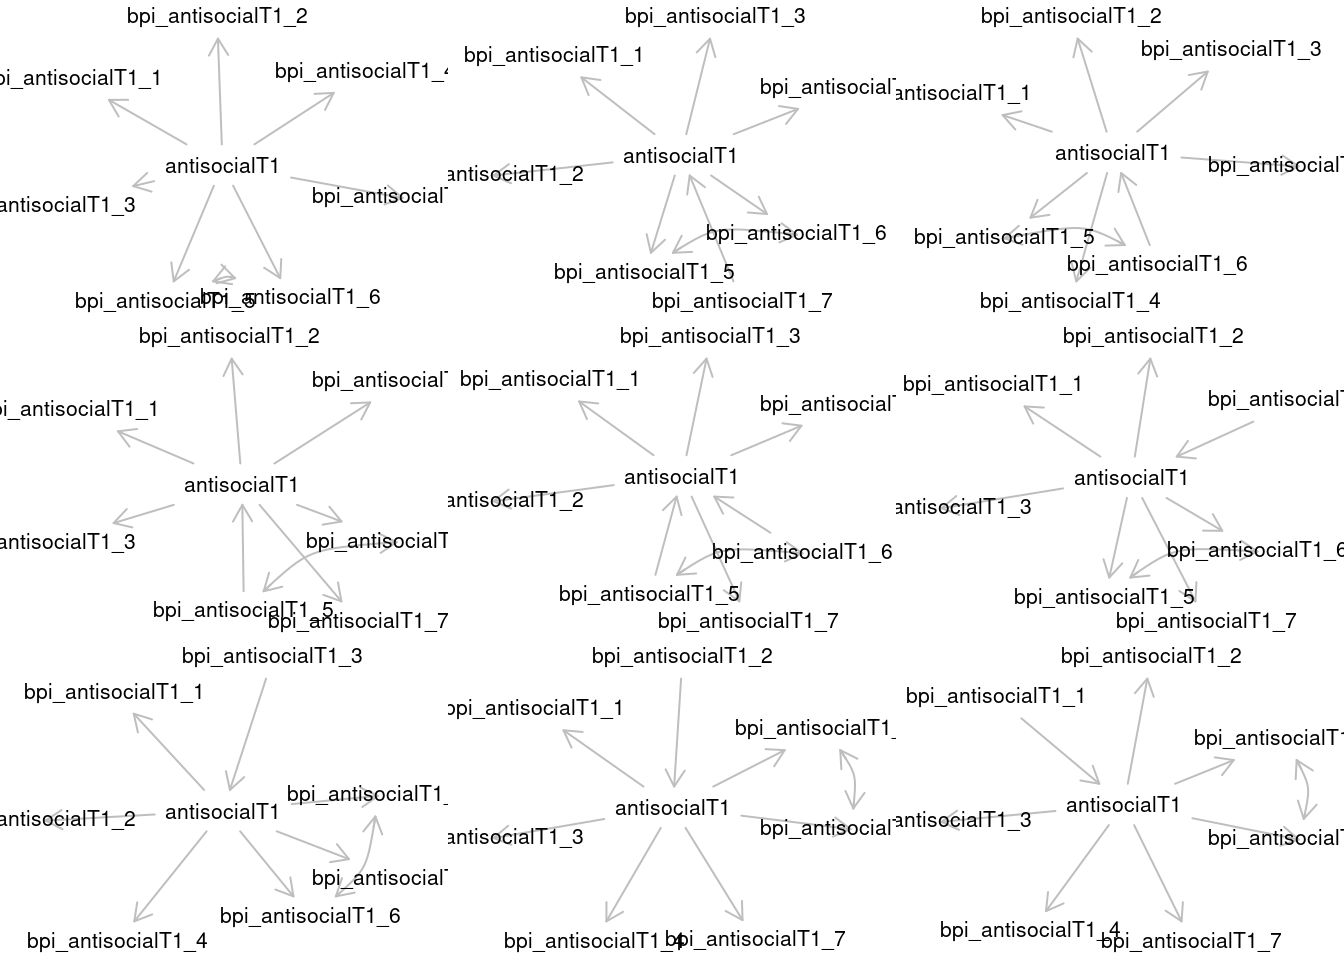 bpi_antisocialT1_2
bpi_antisocialT1_3
bpi_antisocialT1_2
pi_antisocialT1_1
bpi_antisocialT1_4
bpi_antisocialT1_1
bpi_antisocialT1_3
bpi_antisocialT
antisocialT1_1
antisocialT1
antisocialT1
antisocialT1
antisocialT1_3
bpi_antisocialT
antisocialT1_2
bpi_antisocialT
bpi_antisocialT1_6
bpi_antisocialT1_5
bpi_antisocialT1_5
bpi_antisocialT1_6
bpi_antisocialT1_5
bpi_antisocialT1_6
bpi_antisocialT1_7
bpi_antisocialT1_4
bpi_antisocialT1_2
bpi_antisocialT1_3
bpi_antisocialT1_2
pi_antisocialT1_1
bpi_antisocialT
bpi_antisocialT1_1
bpi_antisocialT
bpi_antisocialT1_1
bpi_antisocialT
antisocialT1
antisocialT1
antisocialT1
antisocialT1_3
bpi_antisocialT
antisocialT1_2
bpi_antisocialT1_6
antisocialT1_3
bpi_antisocialT1_6
bpi_antisocialT1_5
bpi_antisocialT1_7
bpi_antisocialT1_5
bpi_antisocialT1_7
bpi_antisocialT1_5
bpi_antisocialT1_7
bpi_antisocialT1_3
bpi_antisocialT1_2
bpi_antisocialT1_2
bpi_antisocialT1_1
bpi_antisocialT1_1
bpi_antisocialT1_
bpi_antisocialT1_1
bpi_antisocialT1
antisocialT1
bpi_antisocialT1_
antisocialT1
antisocialT1
antisocialT1_2
bpi_antisocialT
antisocialT1_3
bpi_antisocialT
antisocialT1_3
bpi_antisocialT
bpi_antisocialT1_6
bpi_antisocialT1_4
bpi_antisocialT1_4
bpi_antisocialT1_7
bpi_antisocialT1_4
bpi_antisocialT1_7